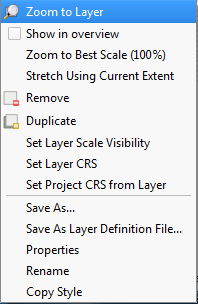 Zoom to Layer
Show in overview
Zoom to Best Scale (100%)
Stretch Using Current Extent
Remove
Duplicate
Set Layer Scale Visibility
Set Layer CRS
Set Project CRS from Layer
Save As...
Save As Layer Definition File...
Properties
Rename
Copy Style